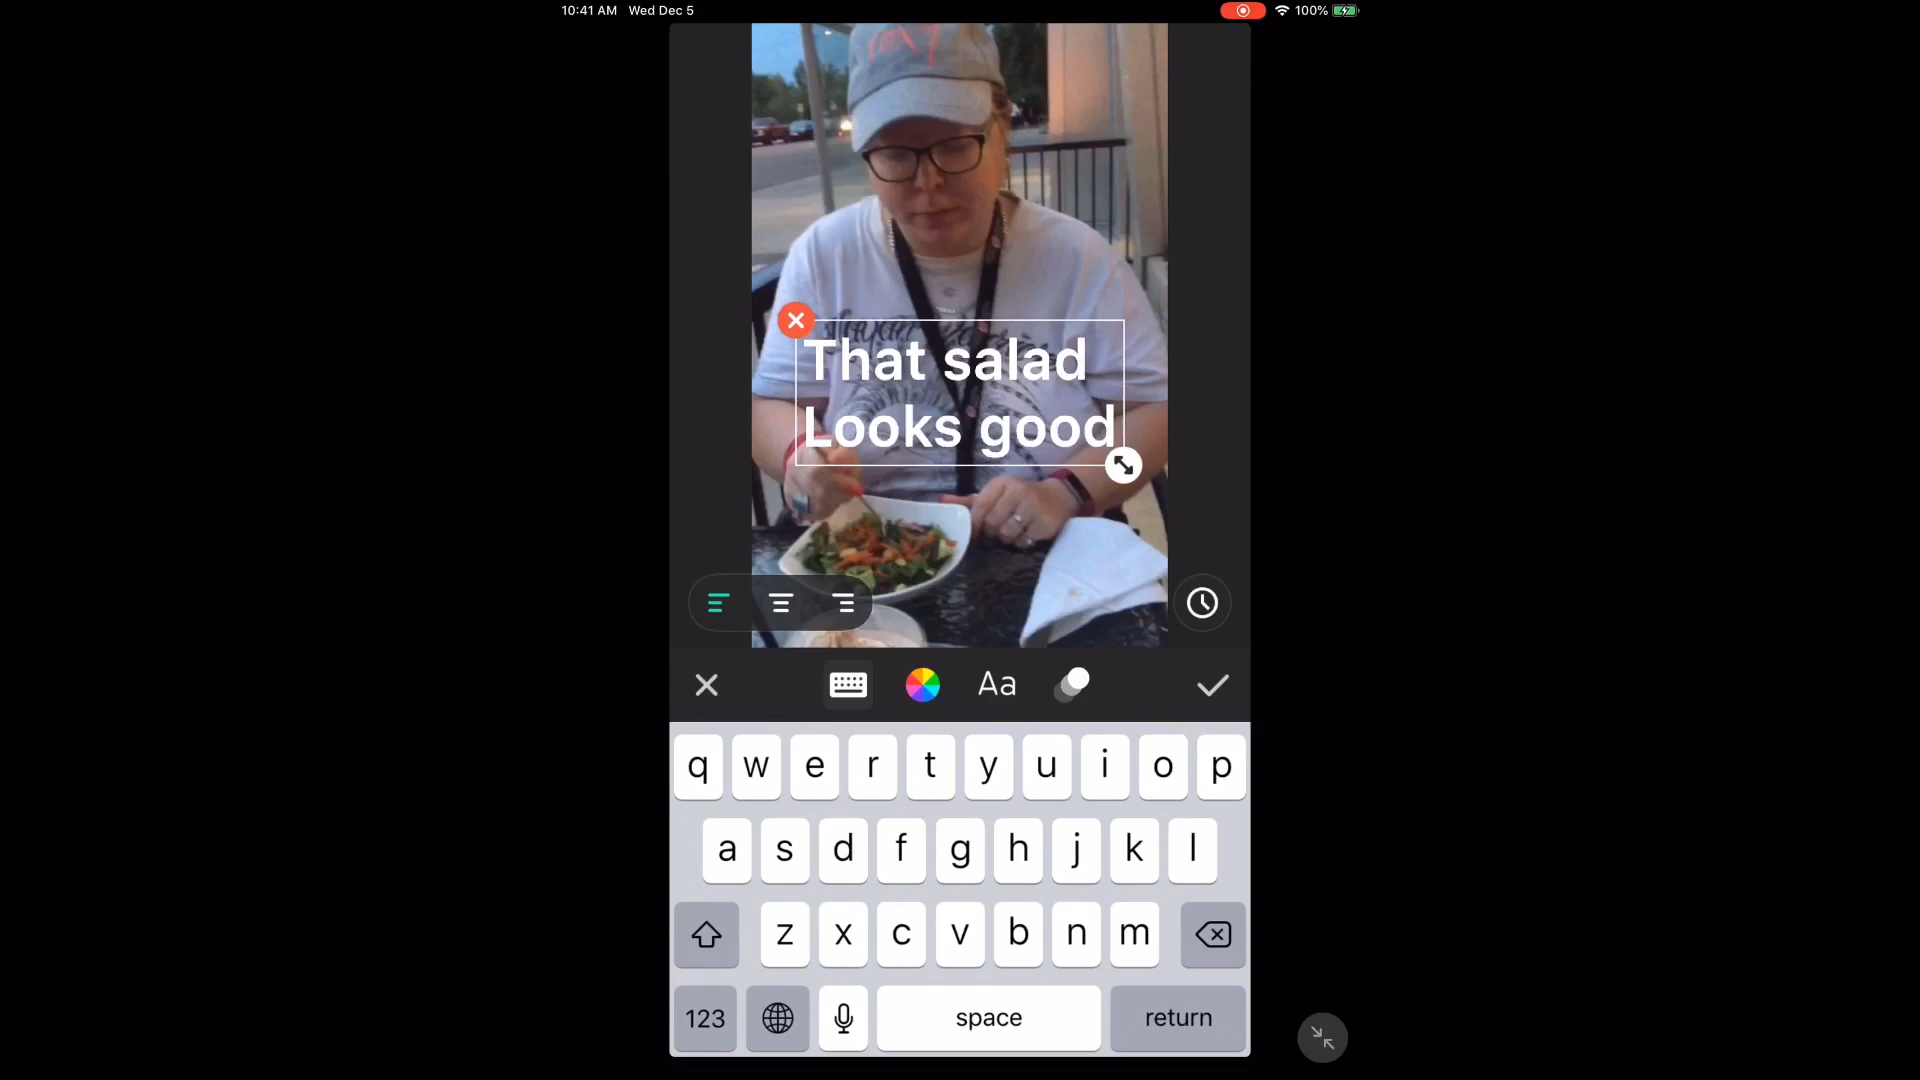 10:41 AM Wed Dec 5
100%
That salad
Looks good
Aa
q w e r t y u i o p
a s d f g h j k l
z x c v b n m
123 space return